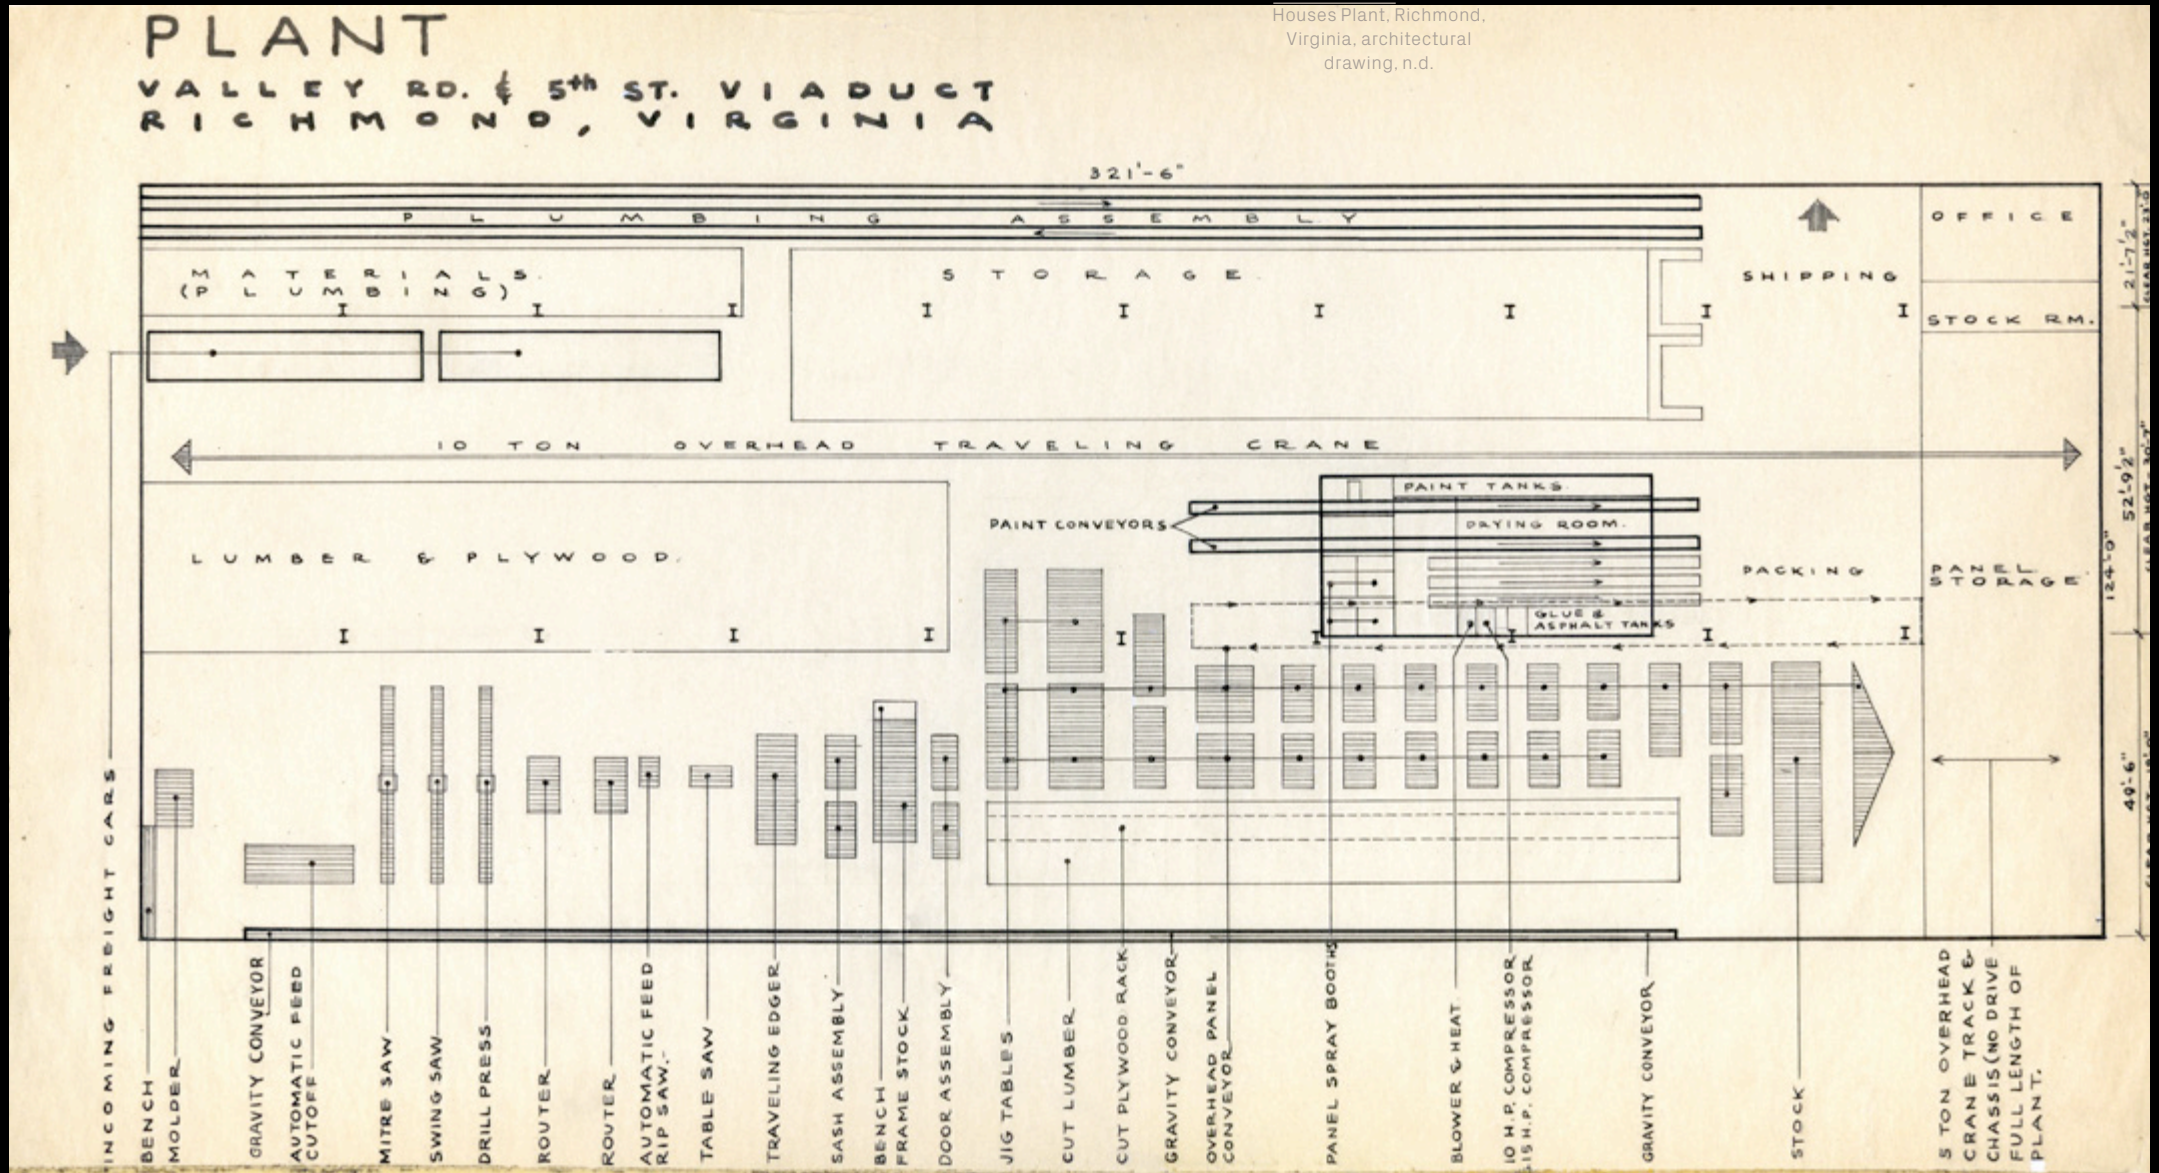 Houses Plant, Richmond,
Virginia, architectural
drawing, n.d.
PLANT
VALLEY RD. & 5th ST. VIADUCT
RICHMOND, VIRGINIA
321'-6"
PLUMBING ASSEMBLY
OFFICE
MATERIALS.
(PLUMBING)
STORAGE.
SHIPPING
STOCK RM.
21'-7½"
10 TON OVERHEAD TRAVELING CRANE
52'-9½"
124'-0"
PAINT TANKS.
PAINT CONVEYORS
DRYING ROOM.
LUMBER & PLYWOOD.
PACKING
PANEL
STORAGE
GLUE &
ASPHALT TANKS
49'-6"
INCOMING FREIGHT CARS
BENCH
MOLDER
GRAVITY CONVEYOR
AUTOMATIC FEED
CUTOFF
MITRE SAW
SWING SAW
DRILL PRESS
ROUTER
ROUTER
AUTOMATIC FEED
RIP SAW.
TABLE SAW
TRAVELING EDGER
SASH ASSEMBLY
BENCH
FRAME STOCK
DOOR ASSEMBLY
JIG TABLES
CUT LUMBER
CUT PLYWOOD RACK
GRAVITY CONVEYOR
OVERHEAD PANEL
CONVEYOR
PANEL SPRAY BOOTHS
BLOWER & HEAT
10 H.P. COMPRESSOR
15 H.P. COMPRESSOR
GRAVITY CONVEYOR
STOCK
5 TON OVERHEAD
CRANE TRACK &
CHASSIS (NO DRIVE
FULL LENGTH OF
PLANT.